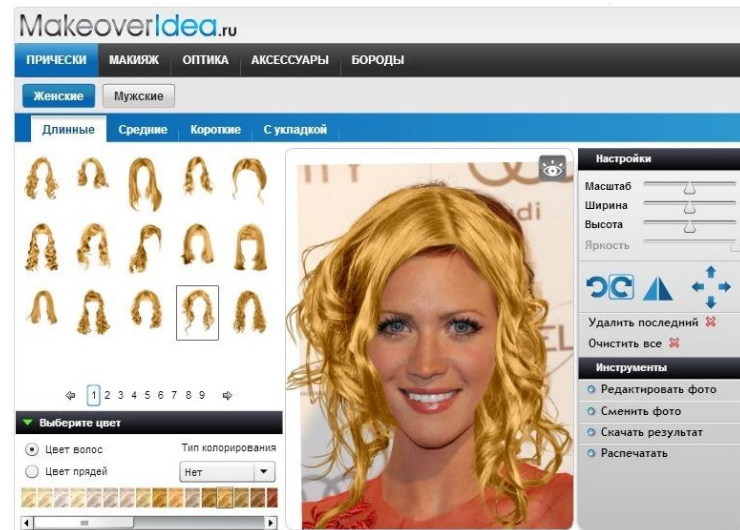 MakeoverIdea.ru
ПРИЧЕСКИ МАКИЯЖ ОПТИКА АКСЕССУАРЫ БОРОДЫ
Женские Мужские
Длинные Средние Короткие С укладкой
1 2 3 4 5 6 7 8 9
Выберите цвет
Цвет волос
Цвет прядей
Тип колорирования
Нет
di
EL
Настройки
Масштаб
Ширина
Высота
Яркость
Удалить последний
Очистить все
Инструменты
Редактировать фото
Сменить фото
Скачать результат
Распечатать